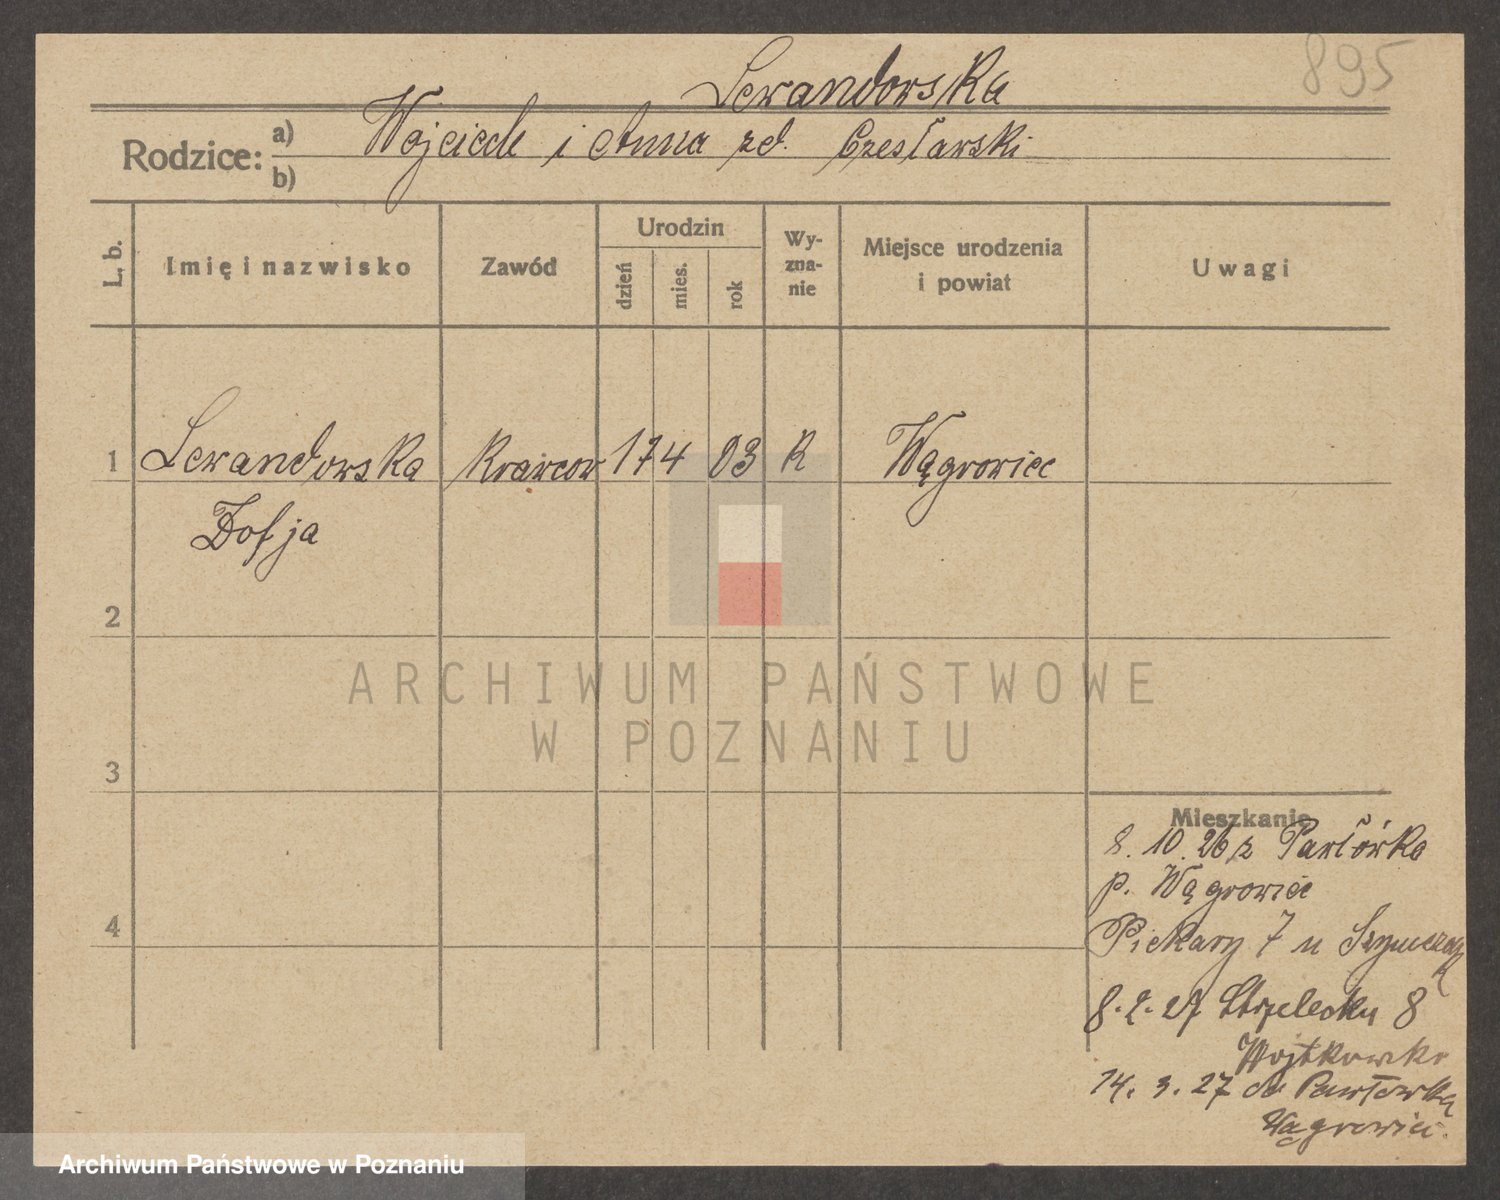 895
Lewandowska
Rodzice: a) Wojciech i Anna zd. Czesławski
b)
L. b. Imię i nazwisko Zawód Urodzin dzień mies. rok Wyznanie Miejsce urodzenia i powiat Uwagi
1 Lewandowska krawcow 17 4 03 R Wągrowiec
Zofja
2
3
4
Mieszkanie
8. 10. 26 z Pawłówka
p. Wągrowiec
Piekary 7 u Szymczak
8. 2. 27 Strzelecka 8
14. 3. 27 do Pawłówka
Wągrowiec.
ARCHIWUM PAŃSTWOWE
W POZNANIU
Archiwum Państwowe w Poznaniu